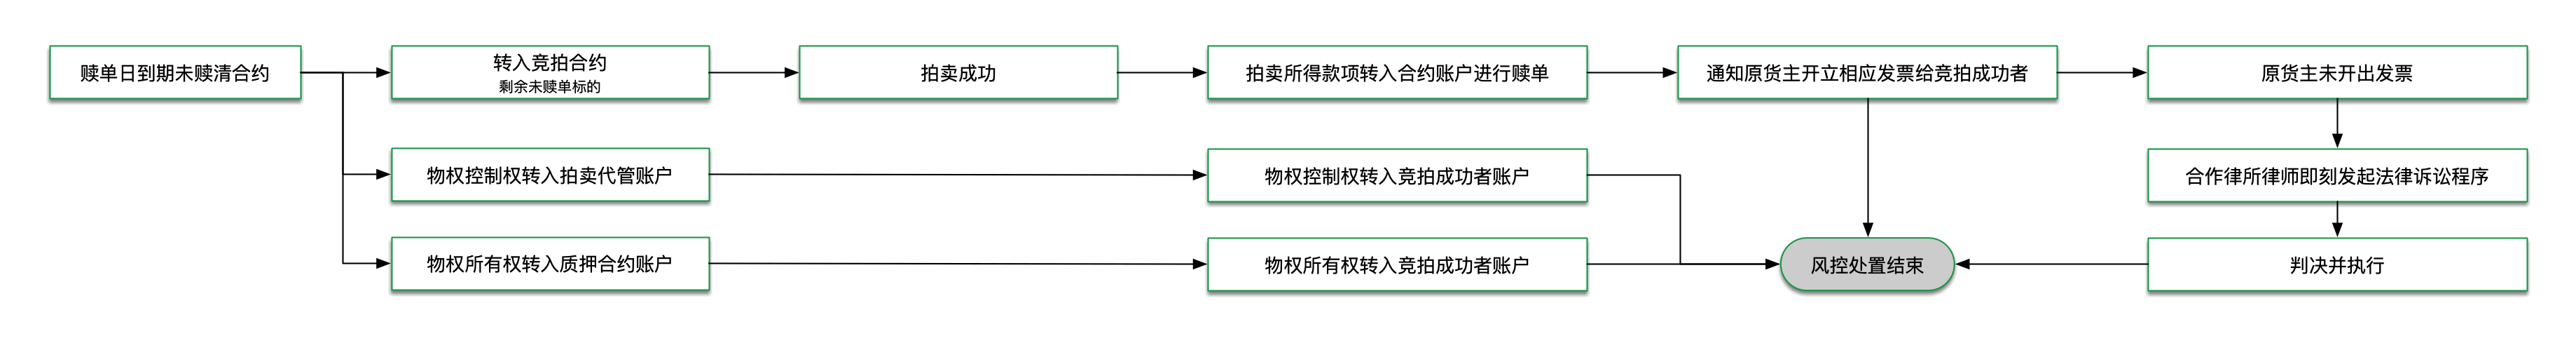 赎单日到期未赎清合约
转入竞拍合约
剩余未赎单标的
拍卖成功
拍卖所得款项转入合约账户进行赎单
通知原货主开立相应发票给竞拍成功者
原货主未开出发票
物权控制权转入拍卖代管账户
物权控制权转入竞拍成功者账户
合作律所律师即刻发起法律诉讼程序
物权所有权转入质押合约账户
物权所有权转入竞拍成功者账户
风控处置结束
判决并执行